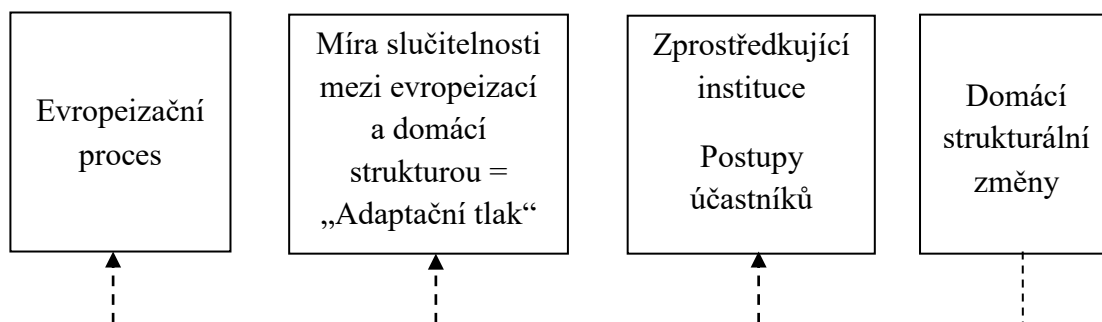 Evropeizační
proces
Míra slučitelnosti
mezi evropeizací
a domácí
strukturou =
„Adaptační tlak“
Zprostředkující
instituce
Postupy
účastníků
Domácí
strukturální
změny